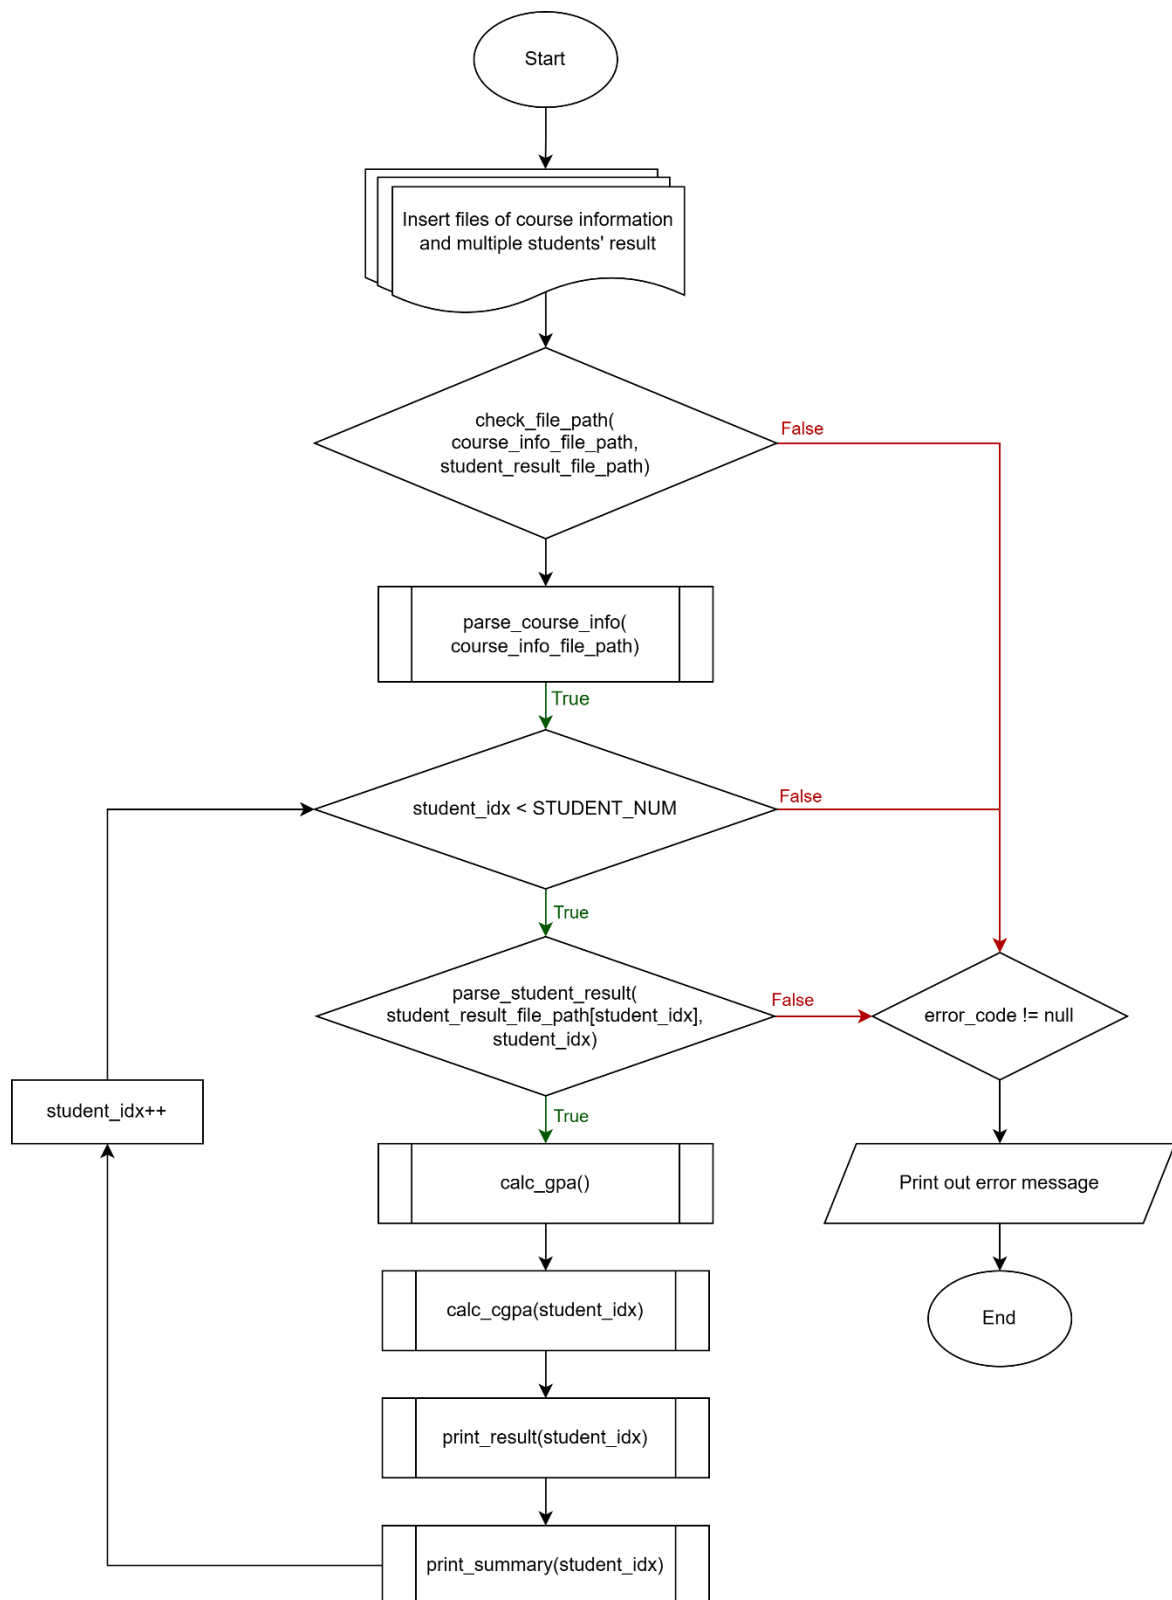 Start
Insert files of course information
and multiple students' result
check_file_path(
course_info_file_path,
student_result_file_path)
False
parse_course_info(
course_info_file_path)
True
student_idx < STUDENT_NUM
False
True
parse_student_result(
student_result_file_path[student_idx],
student_idx)
False
error_code != null
True
student_idx++
calc_gpa()
Print out error message
calc_cgpa(student_idx)
End
print_result(student_idx)
print_summary(student_idx)